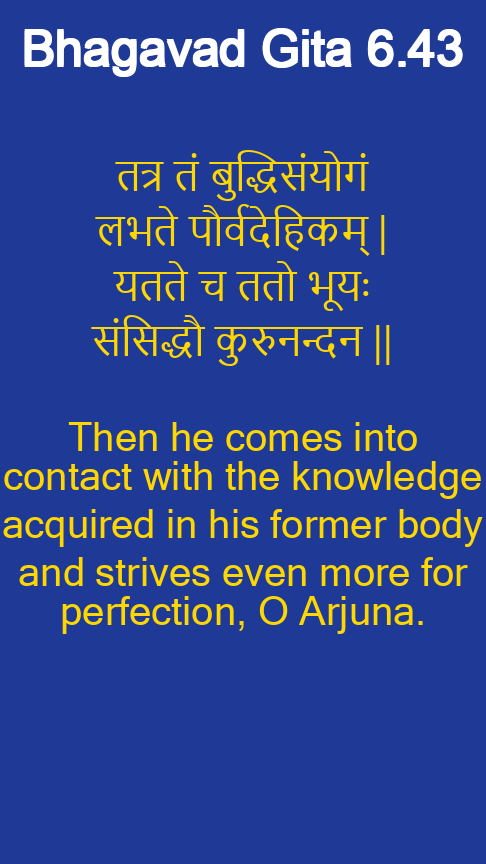 Bhagavad Gita 6.43
तत्र तं बुद्धिसंयोगं
लभते पौर्वदेहिकम् |
यतते च ततो भूयः
संसिद्धौ कुरुनन्दन ||
Then he comes into
contact with the knowledge
acquired in his former body
and strives even more for
perfection, O Arjuna.